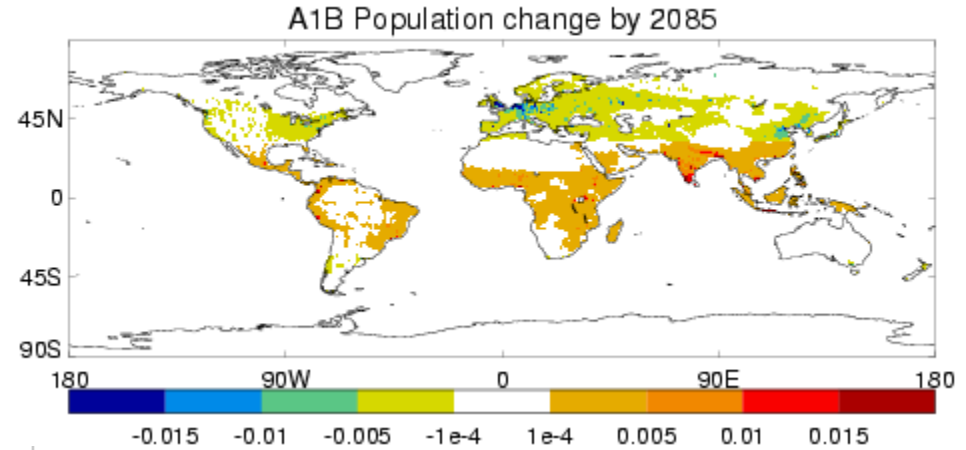 A1B Population change by 2085
45N
0
45S
90S
180 90W 0 90E 180
-0.015 -0.01 -0.005 -1e-4 1e-4 0.005 0.01 0.015